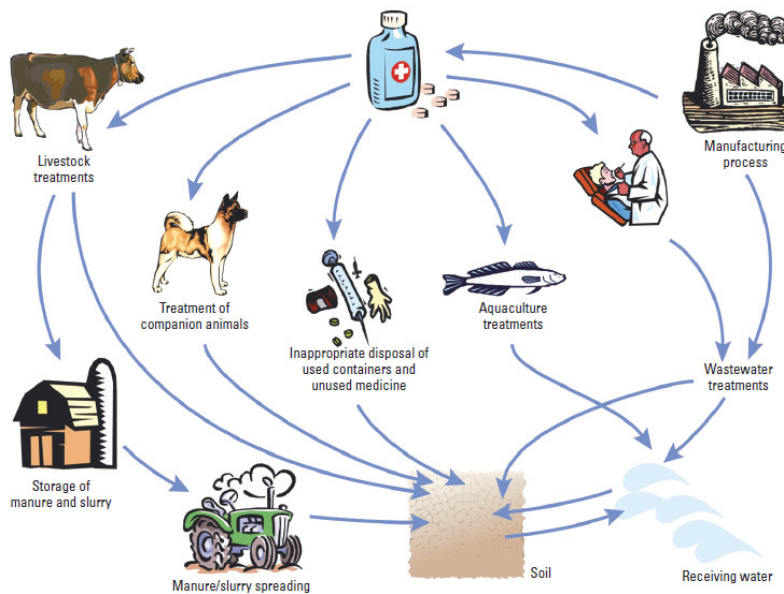 Livestock
treatments
Manufacturing
process
Treatment of
companion animals
Inappropriate disposal of
used containers and
unused medicine
Aquaculture
treatments
Wastewater
treatments
Storage of
manure and slurry
Manure/slurry spreading
Soil
Receiving water